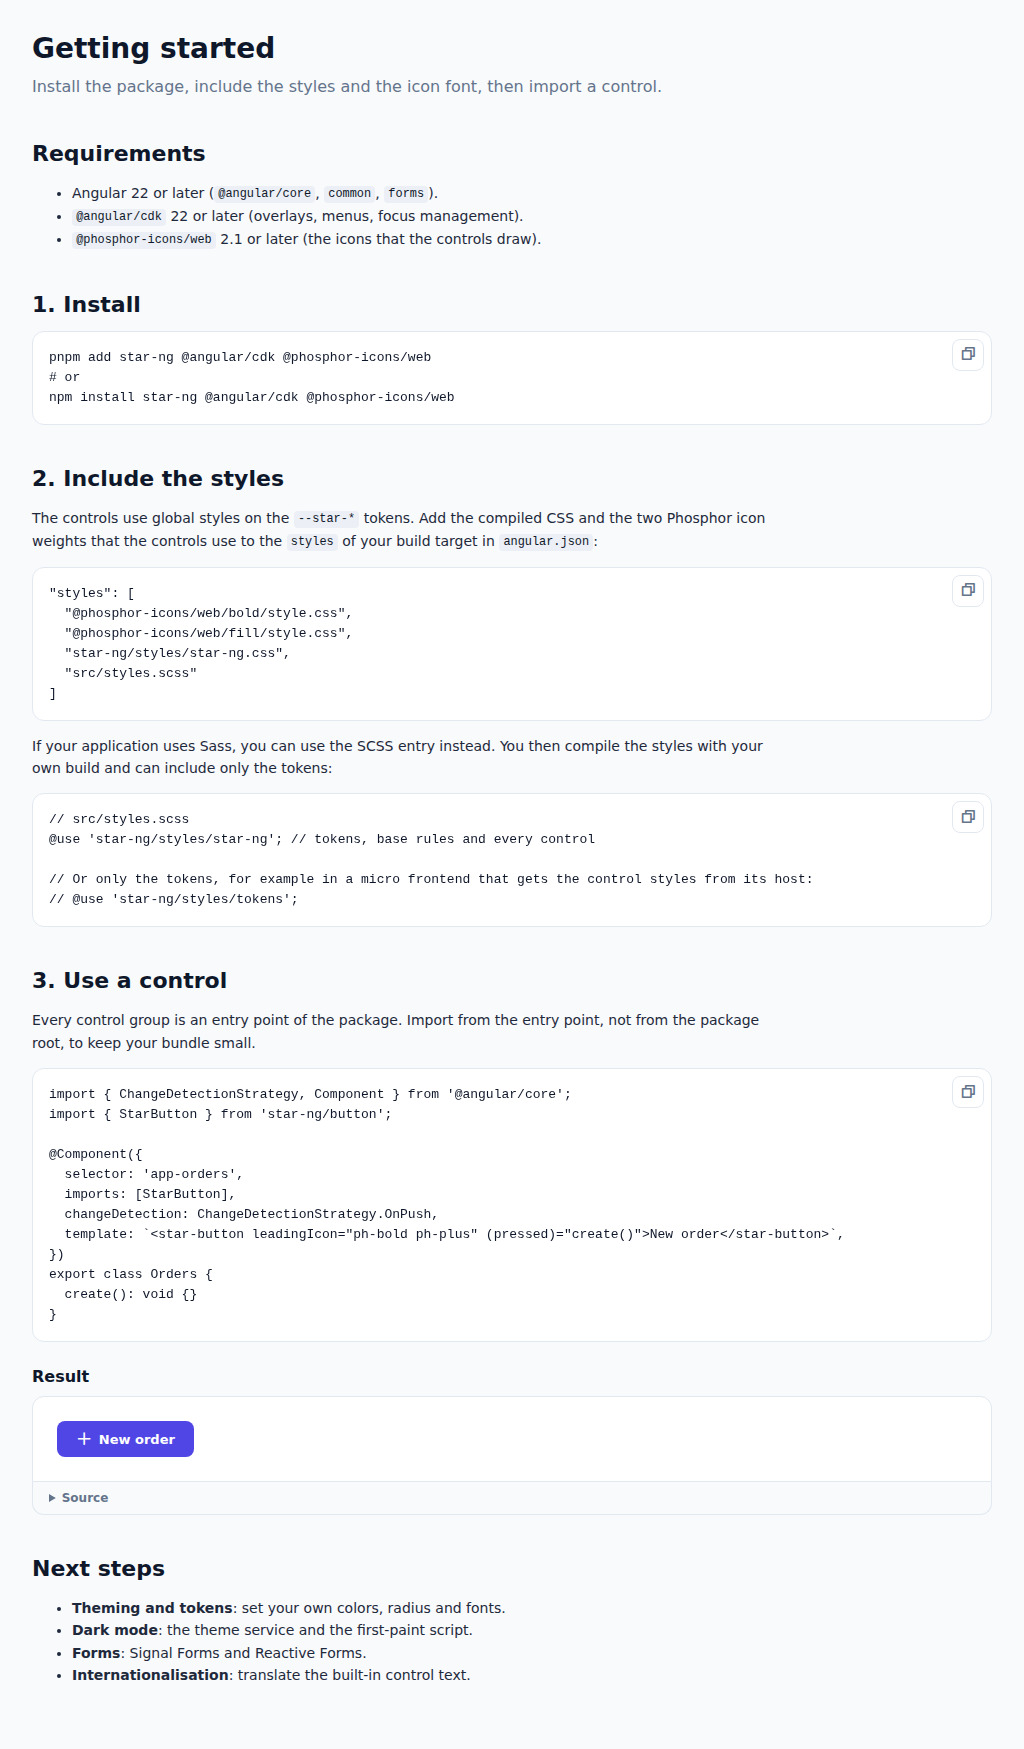 Getting started
Install the package, include the styles and the icon font, then import a control.
Requirements
• Angular 22 or later (@angular/core, common, forms).
• @angular/cdk 22 or later (overlays, menus, focus management).
• @phosphor-icons/web 2.1 or later (the icons that the controls draw).
1. Install
pnpm add star-ng @angular/cdk @phosphor-icons/web
# or
npm install star-ng @angular/cdk @phosphor-icons/web
2. Include the styles
The controls use global styles on the --star-* tokens. Add the compiled CSS and the two Phosphor icon
weights that the controls use to the styles of your build target in angular.json:
"styles": [
  "@phosphor-icons/web/bold/style.css",
  "@phosphor-icons/web/fill/style.css",
  "star-ng/styles/star-ng.css",
  "src/styles.scss"
]
If your application uses Sass, you can use the SCSS entry instead. You then compile the styles with your
own build and can include only the tokens:
// src/styles.scss
@use 'star-ng/styles/star-ng'; // tokens, base rules and every control
// Or only the tokens, for example in a micro frontend that gets the control styles from its host:
// @use 'star-ng/styles/tokens';
3. Use a control
Every control group is an entry point of the package. Import from the entry point, not from the package
root, to keep your bundle small.
import { ChangeDetectionStrategy, Component } from '@angular/core';
import { StarButton } from 'star-ng/button';
@Component({
  selector: 'app-orders',
  imports: [StarButton],
  changeDetection: ChangeDetectionStrategy.OnPush,
  template: `<star-button leadingIcon="ph-bold ph-plus" (pressed)="create()">New order</star-button>`,
})
export class Orders {
  create(): void {}
}
Result
New order
Source
Next steps
• Theming and tokens: set your own colors, radius and fonts.
• Dark mode: the theme service and the first-paint script.
• Forms: Signal Forms and Reactive Forms.
• Internationalisation: translate the built-in control text.